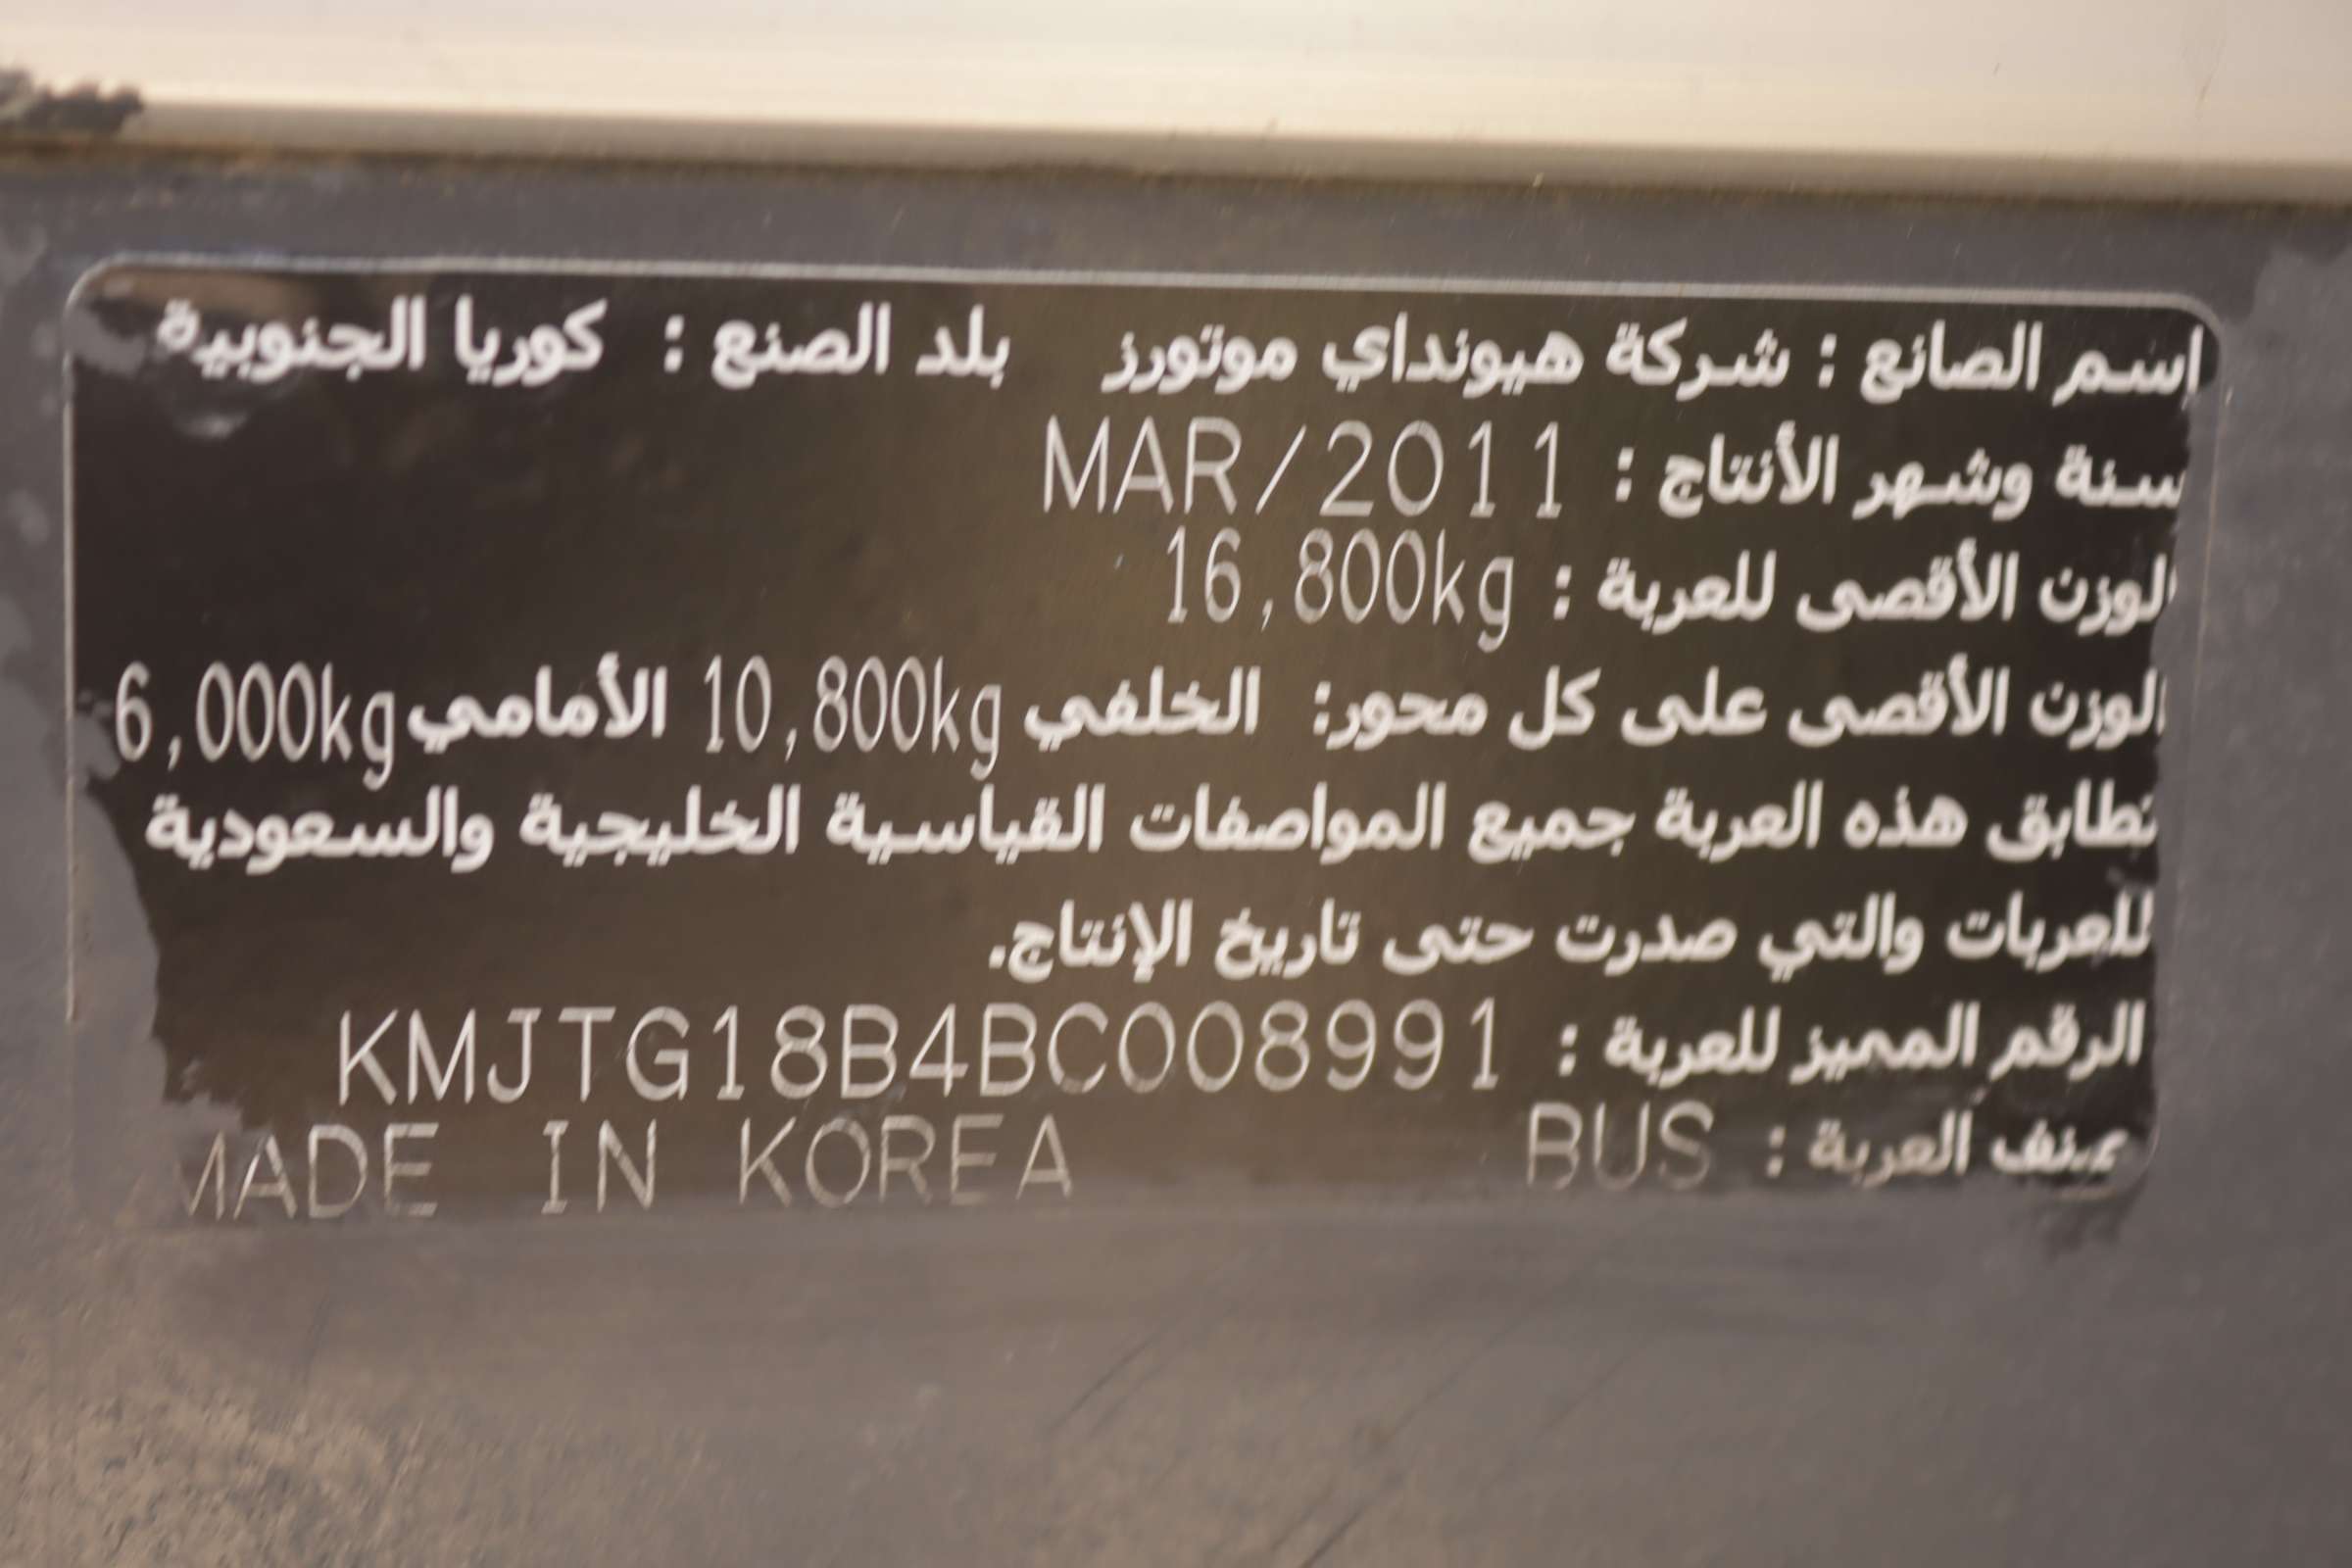 اسم الصانع : شركة هيونداي موتورز بلد الصنع : كوريا الجنوبية
سنة وشهر الأنتاج : MAR/2011
الوزن الأقصى للعربة : 16,800kg
الوزن الأقصى على كل محور: الخلفي 10,800kg الأمامي 6,000kg
تطابق هذه العربة جميع المواصفات القياسية الخليجية والسعودية
للعربات والتي صدرت حتى تاريخ الإنتاج.
الرقم المميز للعربة : KMJTG18B4BC008991
صنف العربة : BUS MADE IN KOREA